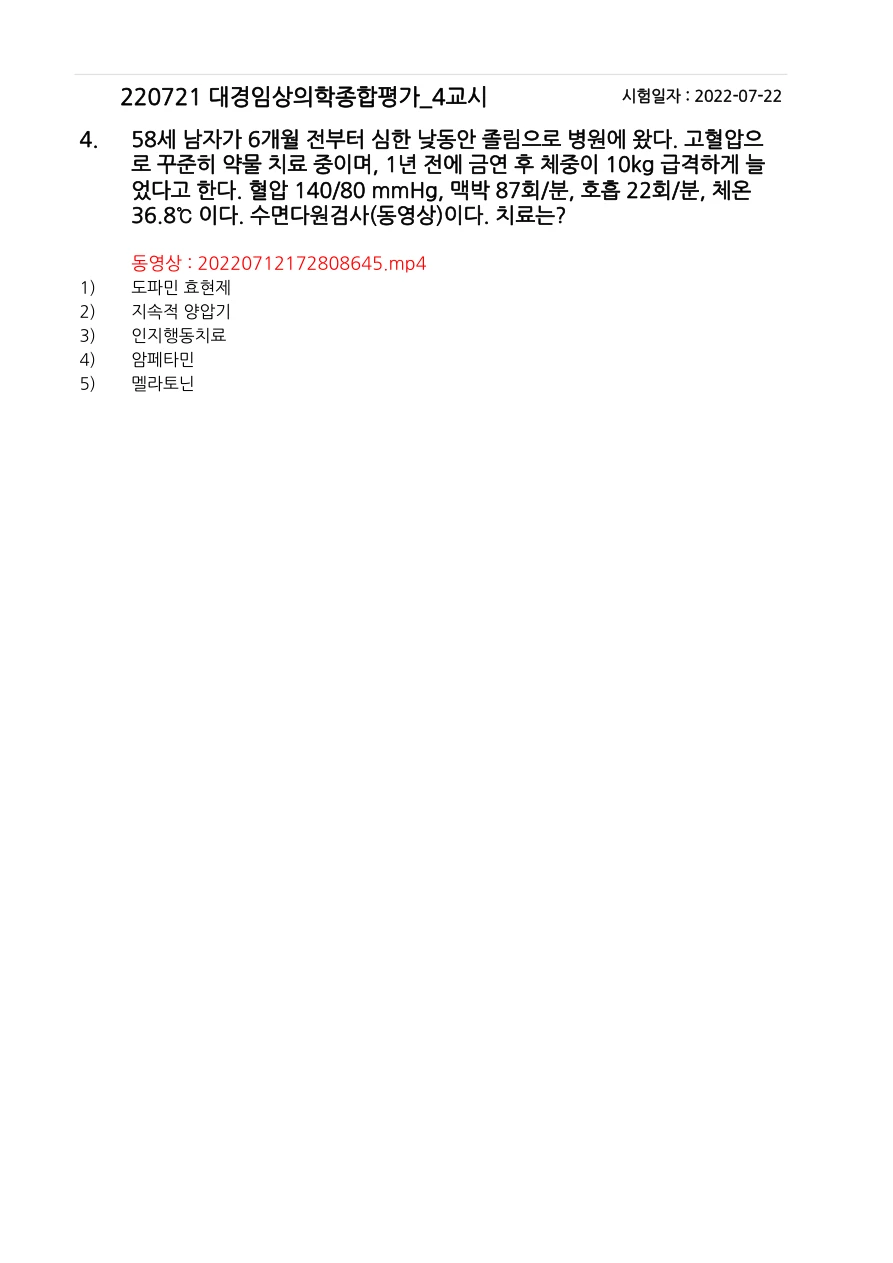 220721 대경임상의학종합평가_4교시
시험일자 : 2022-07-22
4. 58세 남자가 6개월 전부터 심한 낮동안 졸림으로 병원에 왔다. 고혈압으
로 꾸준히 약물 치료 중이며, 1년 전에 금연 후 체중이 10kg 급격하게 늘
었다고 한다. 혈압 140/80 mmHg, 맥박 87회/분, 호흡 22회/분, 체온
36.8℃ 이다. 수면다원검사(동영상)이다. 치료는?
동영상 : 20220712172808645.mp4
1) 도파민 효현제
2) 지속적 양압기
3) 인지행동치료
4) 암페타민
5) 멜라토닌